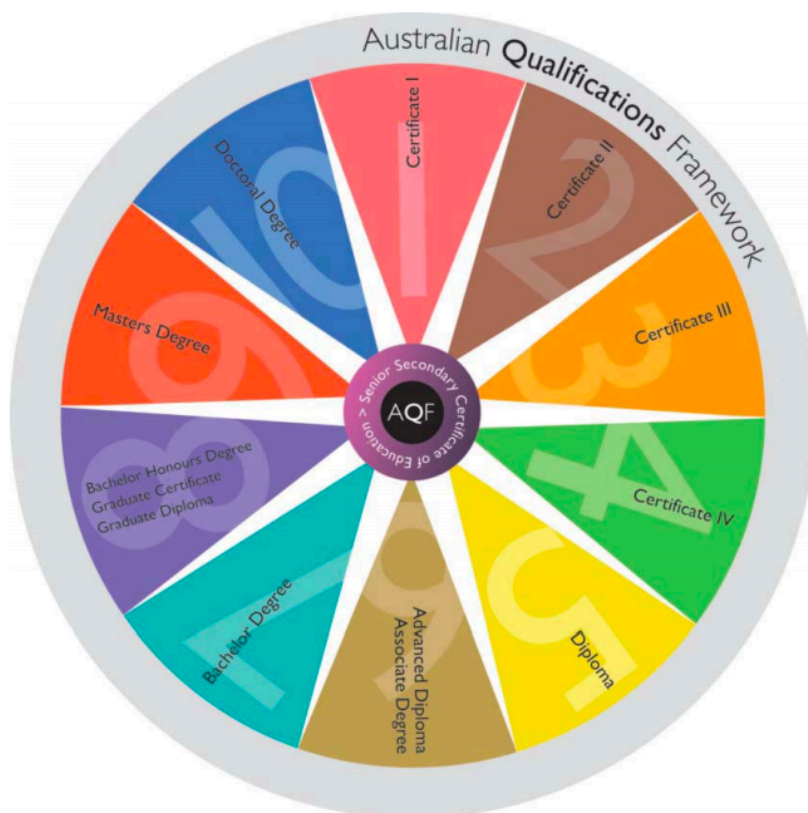 Australian Qualifications Framework
1
Certificate I
2
Certificate II
3
Certificate III
4
Certificate IV
5
Diploma
6
Advanced Diploma
Associate Degree
7
Bachelor Degree
8
Bachelor Honours Degree
Graduate Certificate
Graduate Diploma
9
Masters Degree
10
Doctoral Degree
Senior Secondary Certificate of Education >
AQF